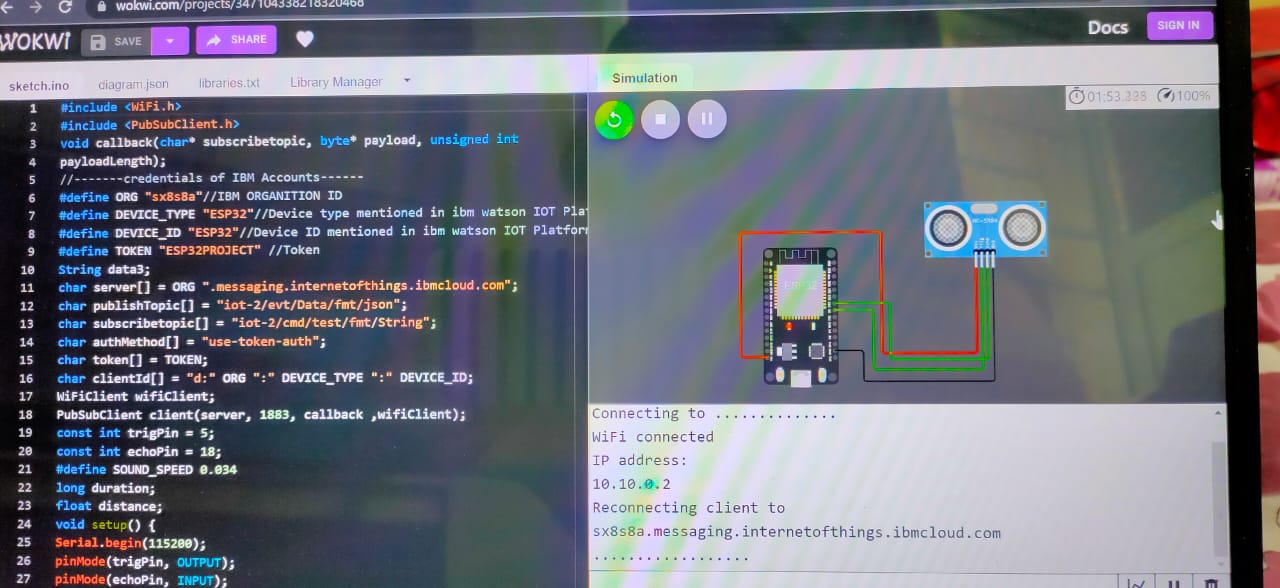 wokwi.com/projects/347104338218320468
WOKWi
SAVE
SHARE
Docs
SIGN IN
sketch.ino
diagram.json
libraries.txt
Library Manager
Simulation
01:53.228
100%
1 #include <WiFi.h>
2 #include <PubSubClient.h>
3 void callback(char* subscribetopic, byte* payload, unsigned int
4 payloadLength);
5 //-------credentials of IBM Accounts------
6 #define ORG "sx8s8a"//IBM ORGANITION ID
7 #define DEVICE_TYPE "ESP32"//Device type mentioned in ibm watson IOT Pla
8 #define DEVICE_ID "ESP32"//Device ID mentioned in ibm watson IOT Platfor
9 #define TOKEN "ESP32PROJECT" //Token
10 String data3;
11 char server[] = ORG ".messaging.internetofthings.ibmcloud.com";
12 char publishTopic[] = "iot-2/evt/Data/fmt/json";
13 char subscribetopic[] = "iot-2/cmd/test/fmt/String";
14 char authMethod[] = "use-token-auth";
15 char token[] = TOKEN;
16 char clientId[] = "d:" ORG ":" DEVICE_TYPE ":" DEVICE_ID;
17 WiFiClient wifiClient;
18 PubSubClient client(server, 1883, callback ,wifiClient);
19 const int trigPin = 5;
20 const int echoPin = 18;
21 #define SOUND_SPEED 0.034
22 long duration;
23 float distance;
24 void setup() {
25 Serial.begin(115200);
26 pinMode(trigPin, OUTPUT);
27 pinMode(echoPin, INPUT);
ESP-32
HC-SR04
Connecting to ..............
WiFi connected
IP address:
10.10.0.2
Reconnecting client to
sx8s8a.messaging.internetofthings.ibmcloud.com
..................